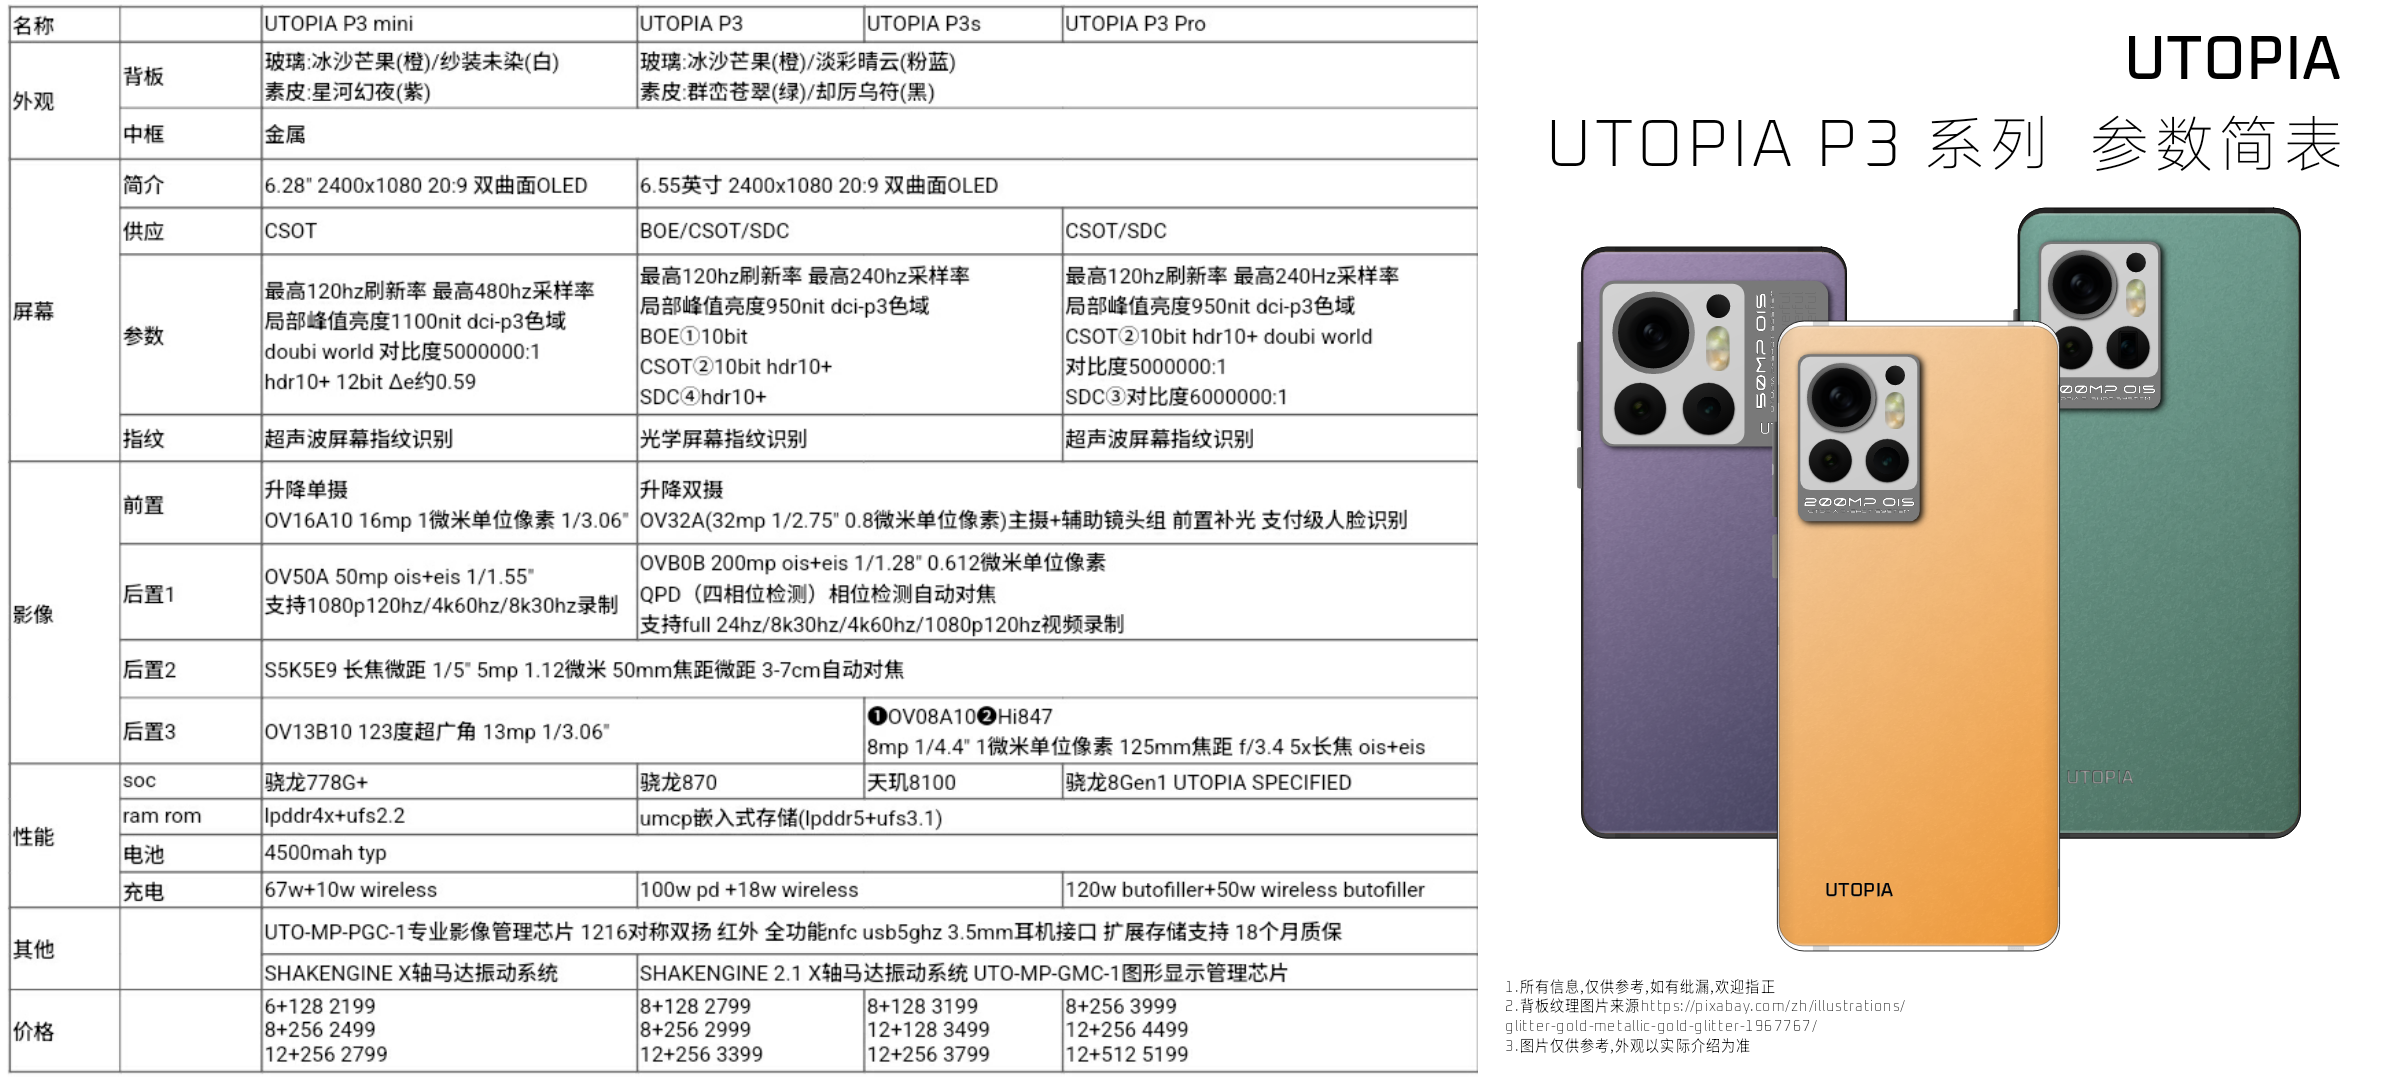 名称 UTOPIA P3 mini UTOPIA P3 UTOPIA P3s UTOPIA P3 Pro
外观
背板
玻璃:冰沙芒果(橙)/纱装未染(白)
素皮:星河幻夜(紫)
玻璃:冰沙芒果(橙)/淡彩晴云(粉蓝)
素皮:群峦苍翠(绿)/却厉乌符(黑)
中框 金属
屏幕
简介 6.28" 2400x1080 20:9 双曲面OLED 6.55英寸 2400x1080 20:9 双曲面OLED
供应 CSOT BOE/CSOT/SDC CSOT/SDC
参数
最高120hz刷新率 最高480hz采样率
局部峰值亮度1100nit dci-p3色域
doubi world 对比度5000000:1
hdr10+ 12bit Δe约0.59
最高120hz刷新率 最高240hz采样率
局部峰值亮度950nit dci-p3色域
BOE①10bit
CSOT②10bit hdr10+
SDC④hdr10+
最高120hz刷新率 最高240Hz采样率
局部峰值亮度950nit dci-p3色域
CSOT②10bit hdr10+ doubi world
对比度5000000:1
SDC③对比度6000000:1
指纹 超声波屏幕指纹识别 光学屏幕指纹识别 超声波屏幕指纹识别
影像
前置
升降单摄
OV16A10 16mp 1微米单位像素 1/3.06"
升降双摄
OV32A(32mp 1/2.75" 0.8微米单位像素)主摄+辅助镜头组 前置补光 支付级人脸识别
后置1
OV50A 50mp ois+eis 1/1.55"
支持1080p120hz/4k60hz/8k30hz录制
OVB0B 200mp ois+eis 1/1.28" 0.612微米单位像素
QPD（四相位检测）相位检测自动对焦
支持full 24hz/8k30hz/4k60hz/1080p120hz视频录制
后置2 S5K5E9 长焦微距 1/5" 5mp 1.12微米 50mm焦距微距 3-7cm自动对焦
后置3 OV13B10 123度超广角 13mp 1/3.06"
❶OV08A10❷Hi847
8mp 1/4.4" 1微米单位像素 125mm焦距 f/3.4 5x长焦 ois+eis
性能
soc 骁龙778G+ 骁龙870 天玑8100 骁龙8Gen1 UTOPIA SPECIFIED
ram rom lpddr4x+ufs2.2 umcp嵌入式存储(lpddr5+ufs3.1)
电池 4500mah typ
充电 67w+10w wireless 100w pd +18w wireless 120w butofiller+50w wireless butofiller
其他
UTO-MP-PGC-1专业影像管理芯片 1216对称双扬 红外 全功能nfc usb5ghz 3.5mm耳机接口 扩展存储支持 18个月质保
SHAKENGINE X轴马达振动系统 SHAKENGINE 2.1 X轴马达振动系统 UTO-MP-GMC-1图形显示管理芯片
价格
6+128 2199
8+256 2499
12+256 2799
8+128 2799
8+256 2999
12+256 3399
8+128 3199
12+128 3499
12+256 3799
8+256 3999
12+256 4499
12+512 5199
UTOPIA
UTOPIA P3 系列 参数简表
50MP OIS
200MP OIS
00MP OIS
UTOPIA
UTOPIA
1.所有信息,仅供参考,如有纰漏,欢迎指正
2.背板纹理图片来源https://pixabay.com/zh/illustrations/
glitter-gold-metallic-gold-glitter-1967767/
3.图片仅供参考,外观以实际介绍为准